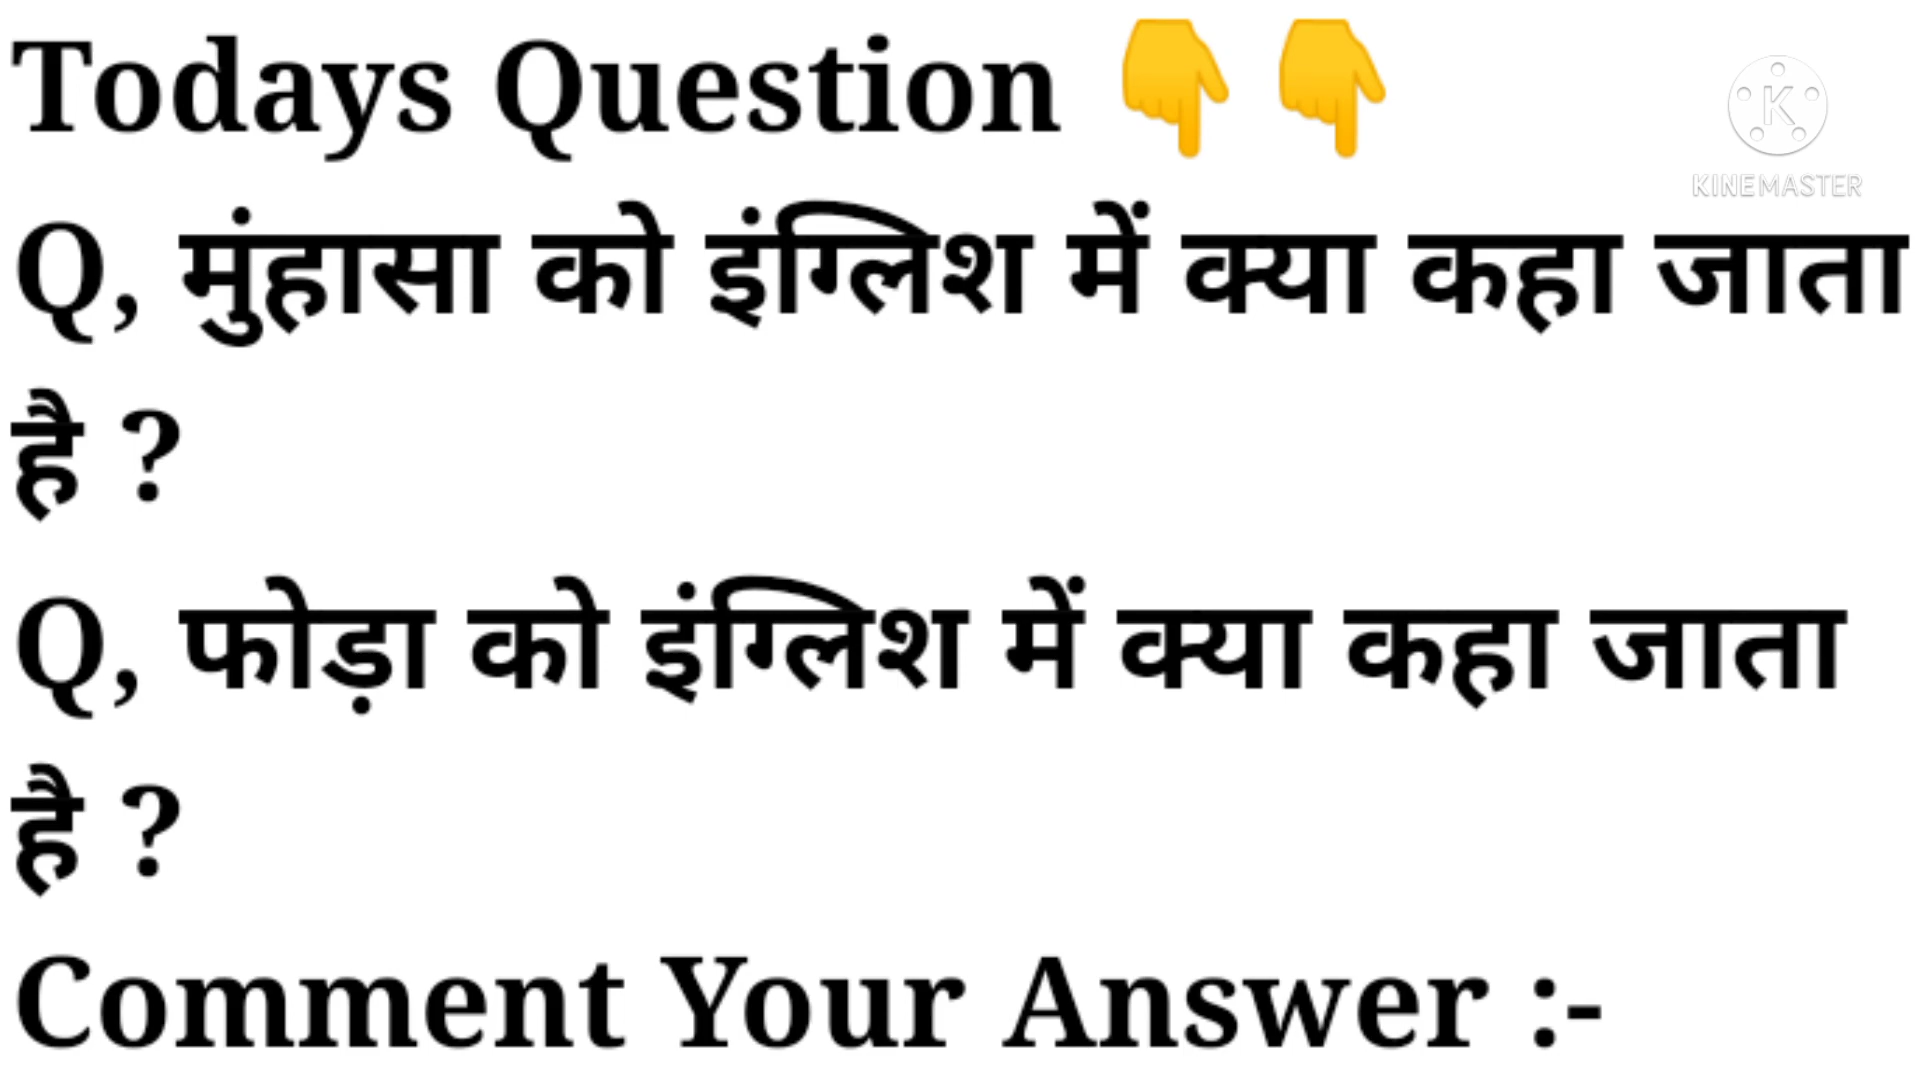 Todays Question 👇 👇
K
KINEMASTER
Q, मुंहासा को इंग्लिश में क्या कहा जाता
है ?
Q, फोड़ा को इंग्लिश में क्या कहा जाता
है ?
Comment Your Answer :-